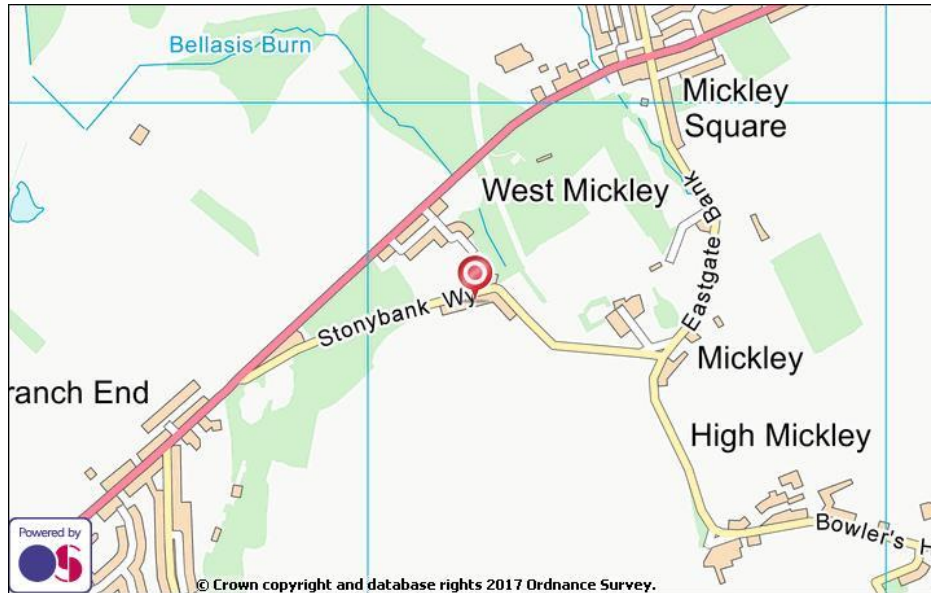 Bellasis Burn
Mickley
Square
West Mickley
Eastgate Bank
Stonybank Wy
Mickley
ranch End
High Mickley
Bowler's H
Powered by
OS
© Crown copyright and database rights 2017 Ordnance Survey.